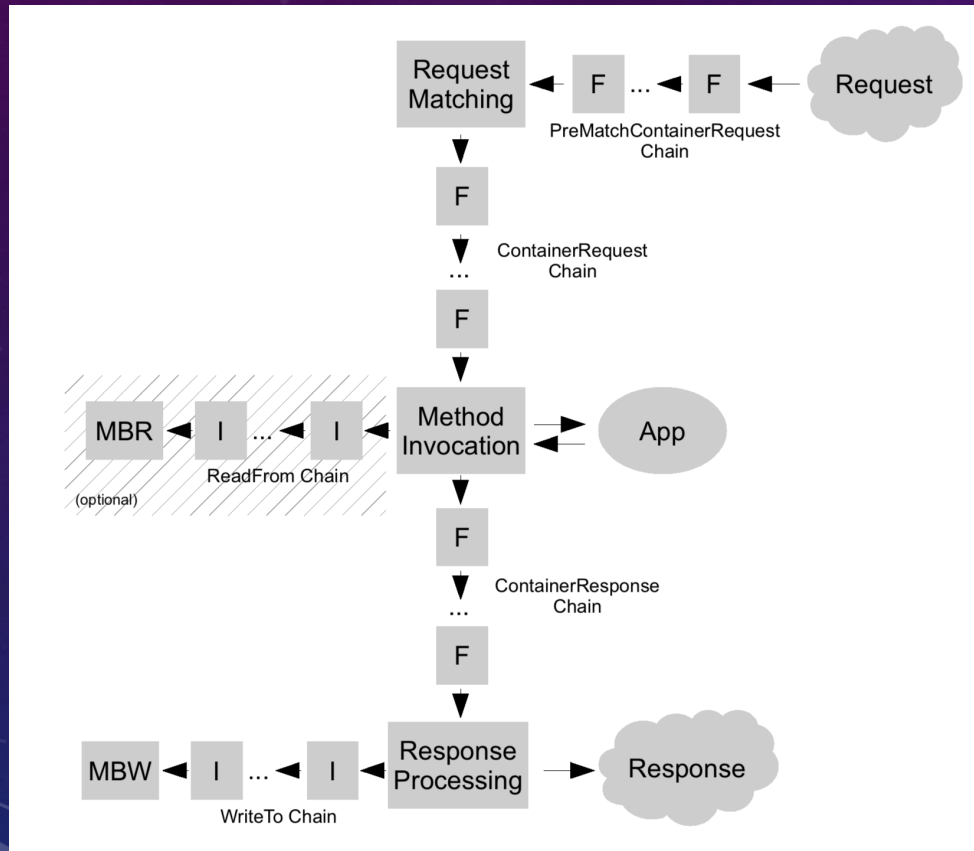 Request
Matching
F
...
F
Request
PreMatchContainerRequest
Chain
F
ContainerRequest
Chain
...
F
MBR
I
...
I
Method
Invocation
App
ReadFrom Chain
(optional)
F
ContainerResponse
Chain
...
F
MBW
I
...
I
Response
Processing
Response
WriteTo Chain